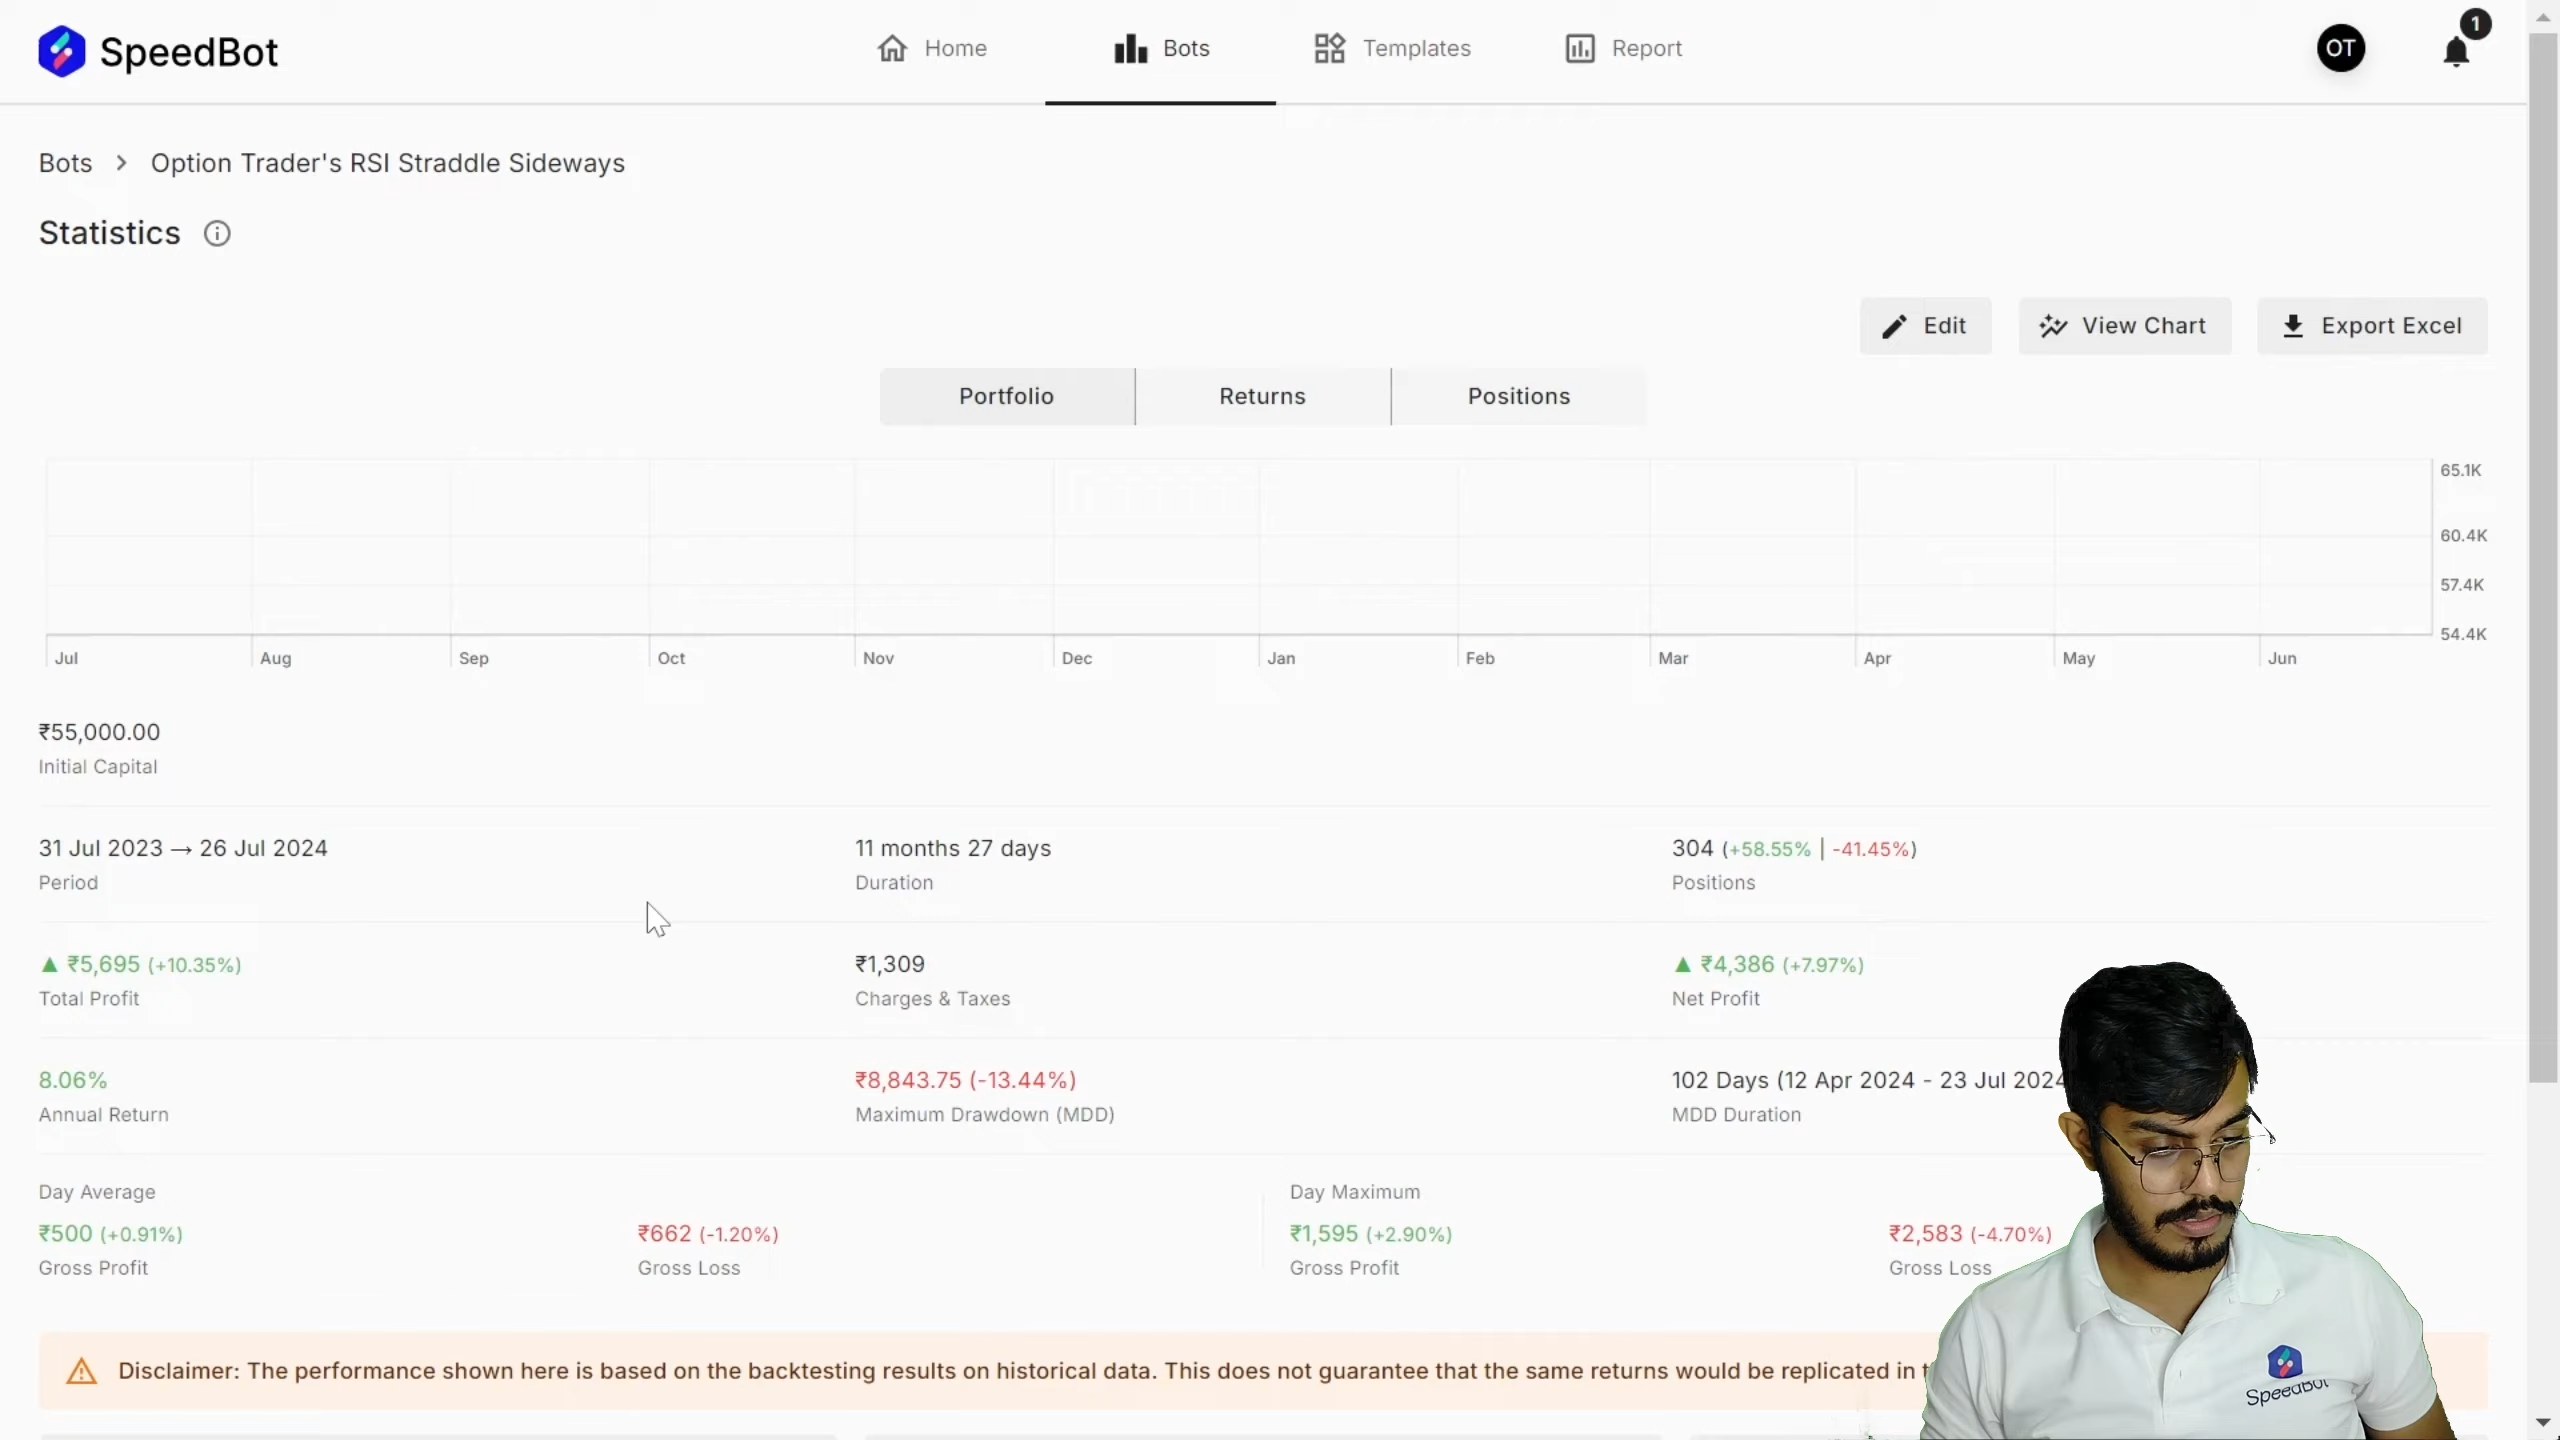 SpeedBot
Home
Bots
Templates
Report
OT
1
Bots > Option Trader's RSI Straddle Sideways
Statistics
Edit
View Chart
Export Excel
Portfolio
Returns
Positions
65.1K
60.4K
57.4K
54.4K
Jul
Aug
Sep
Oct
Nov
Dec
Jan
Feb
Mar
Apr
May
Jun
₹55,000.00
Initial Capital
31 Jul 2023 → 26 Jul 2024
Period
11 months 27 days
Duration
304 (+58.55% | -41.45%)
Positions
▲ ₹5,695 (+10.35%)
Total Profit
₹1,309
Charges & Taxes
▲ ₹4,386 (+7.97%)
Net Profit
8.06%
Annual Return
₹8,843.75 (-13.44%)
Maximum Drawdown (MDD)
102 Days (12 Apr 2024 - 23 Jul 2024
MDD Duration
Day Average
₹500 (+0.91%)
Gross Profit
₹662 (-1.20%)
Gross Loss
Day Maximum
₹1,595 (+2.90%)
Gross Profit
₹2,583 (-4.70%)
Gross Loss
Disclaimer: The performance shown here is based on the backtesting results on historical data. This does not guarantee that the same returns would be replicated in
SpeedBot